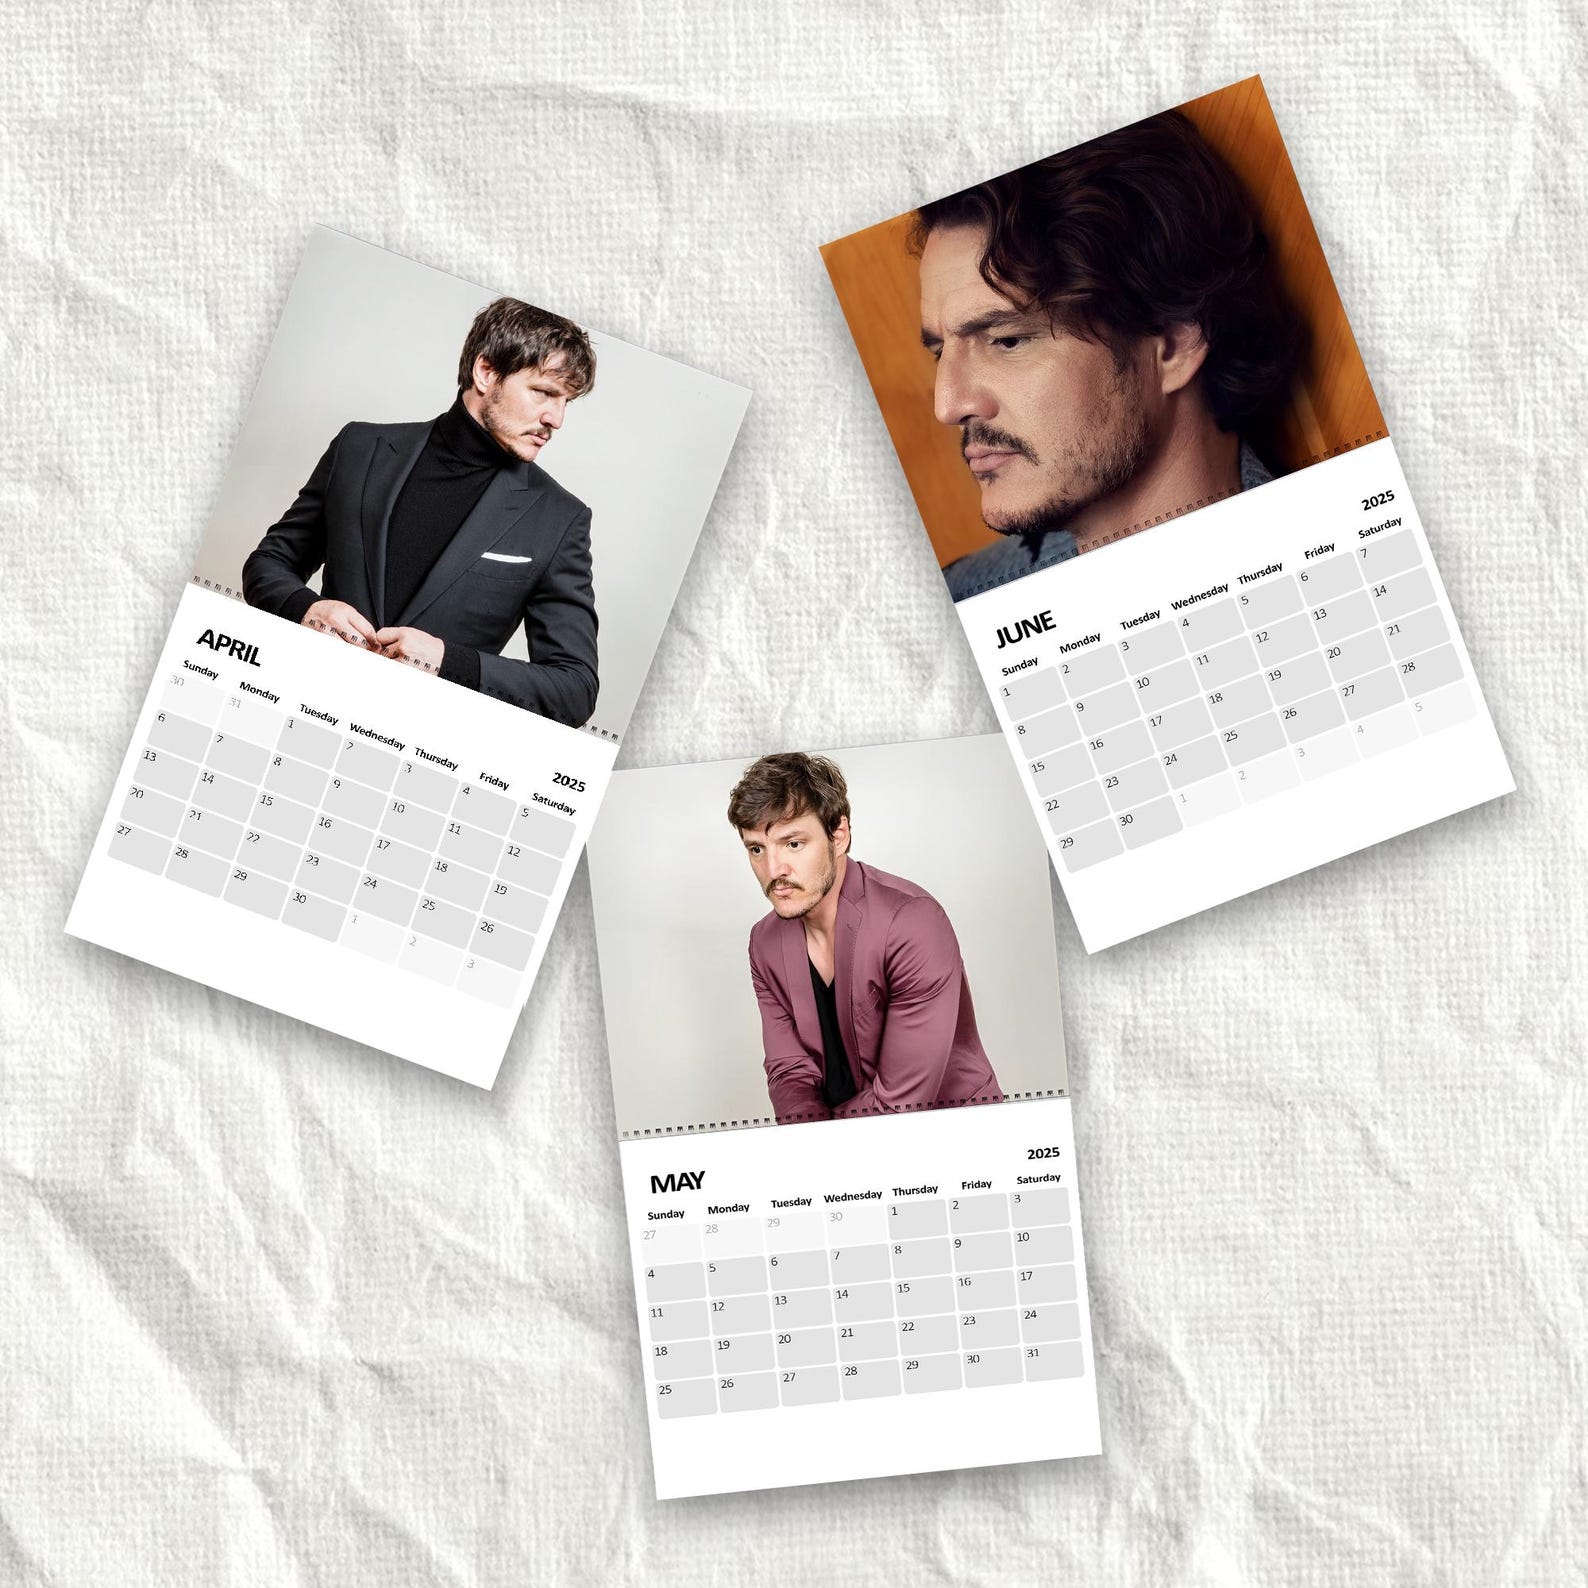 APRIL
2025
Sunday Monday Tuesday Wednesday Thursday Friday Saturday
30 31 1 2 3 4 5
6 7 8 9 10 11 12
13 14 15 16 17 18 19
20 21 22 23 24 25 26
27 28 29 30 1 2 3
MAY
2025
Sunday Monday Tuesday Wednesday Thursday Friday Saturday
27 28 29 30 1 2 3
4 5 6 7 8 9 10
11 12 13 14 15 16 17
18 19 20 21 22 23 24
25 26 27 28 29 30 31
JUNE
2025
Sunday Monday Tuesday Wednesday Thursday Friday Saturday
1 2 3 4 5 6 7
8 9 10 11 12 13 14
15 16 17 18 19 20 21
22 23 24 25 26 27 28
29 30 1 2 3 4 5